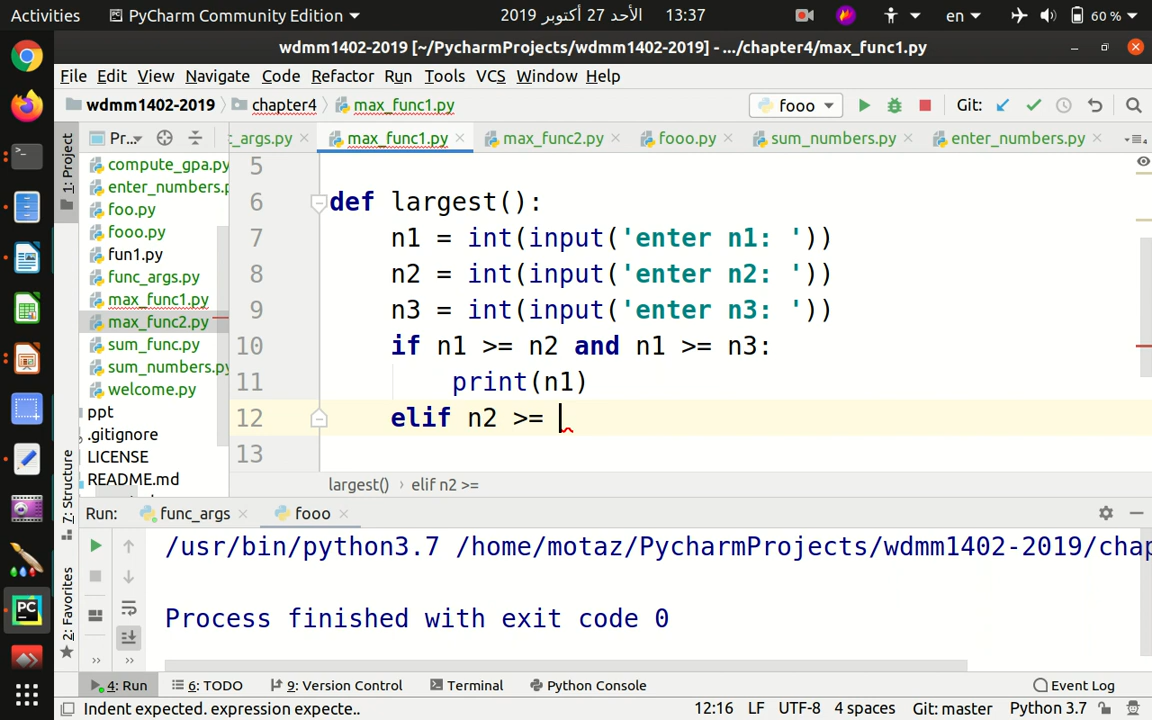 Activities PyCharm Community Edition الأحد 27 أكتوبر 2019 13:37 en 60 %
wdmm1402-2019 [~/PycharmProjects/wdmm1402-2019] - .../chapter4/max_func1.py
File Edit View Navigate Code Refactor Run Tools VCS Window Help
wdmm1402-2019 chapter4 max_func1.py fooo Git:
1: Project
Pr... c_args.py max_func1.py max_func2.py fooo.py sum_numbers.py enter_numbers.py
compute_gpa.py
enter_numbers.p
foo.py
fooo.py
fun1.py
func_args.py
max_func1.py
max_func2.py
sum_func.py
sum_numbers.py
welcome.py
ppt
.gitignore
LICENSE
README.md
5
6 def largest():
7 n1 = int(input('enter n1: '))
8 n2 = int(input('enter n2: '))
9 n3 = int(input('enter n3: '))
10 if n1 >= n2 and n1 >= n3:
11 print(n1)
12 elif n2 >=
13
largest() › elif n2 >=
7: Structure
2: Favorites
Run: func_args fooo
/usr/bin/python3.7 /home/motaz/PycharmProjects/wdmm1402-2019/chap
Process finished with exit code 0
4: Run 6: TODO 9: Version Control Terminal Python Console Event Log
Indent expected. expression expecte.. 12:16 LF UTF-8 4 spaces Git: master Python 3.7